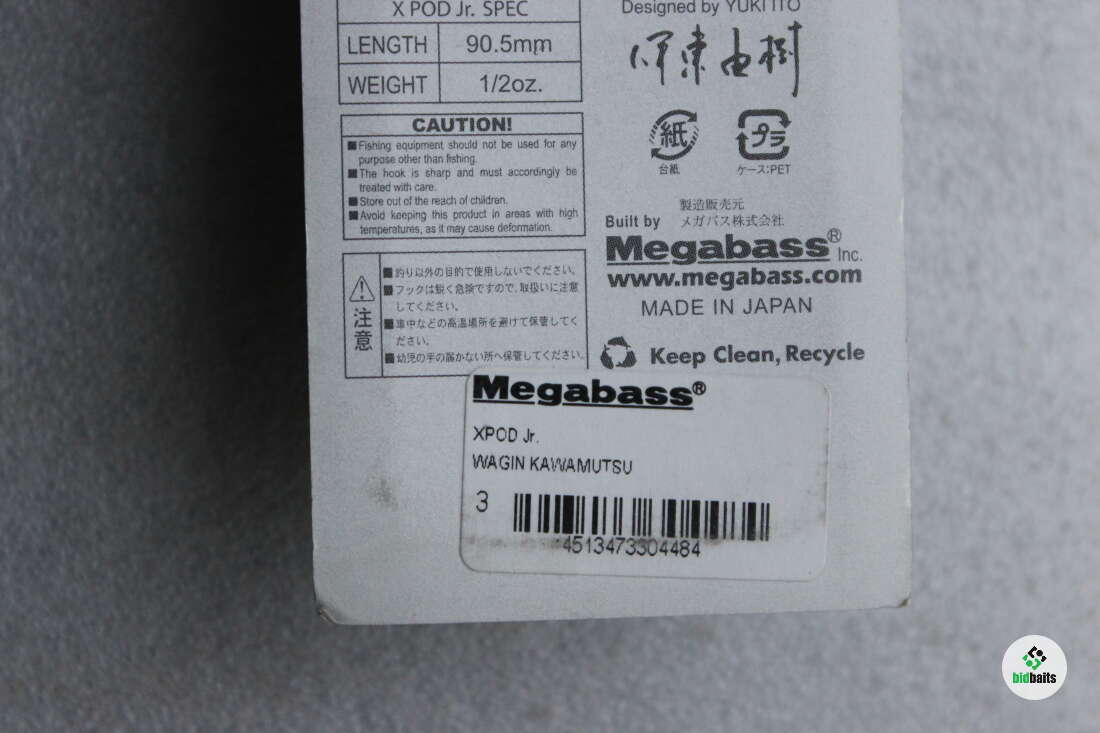 X POD Jr. SPEC
LENGTH 90.5mm
WEIGHT 1/2oz.
CAUTION!
■Fishing equipment should not be used for any
purpose other than fishing.
■The hook is sharp and must accordingly be
treated with care.
■Store out of the reach of children.
■Avoid keeping this product in areas with high
temperatures, as it may cause deformation.
注意
■釣り以外の目的で使用しないでください。
■フックは鋭く危険ですので、取扱いに注意
してください。
■車中などの高温場所を避けて保管してく
ださい。
■幼児の手の届かない所へ保管してください。
Designed by YUKI ITO
伊東由樹
紙
台紙
プラ
ケース:PET
製造販売元
Built by メガバス株式会社
Megabass® Inc.
www.megabass.com
MADE IN JAPAN
Keep Clean, Recycle
Megabass®
XPOD Jr.
WAGIN KAWAMUTSU
3
4513473304484
bidbaits